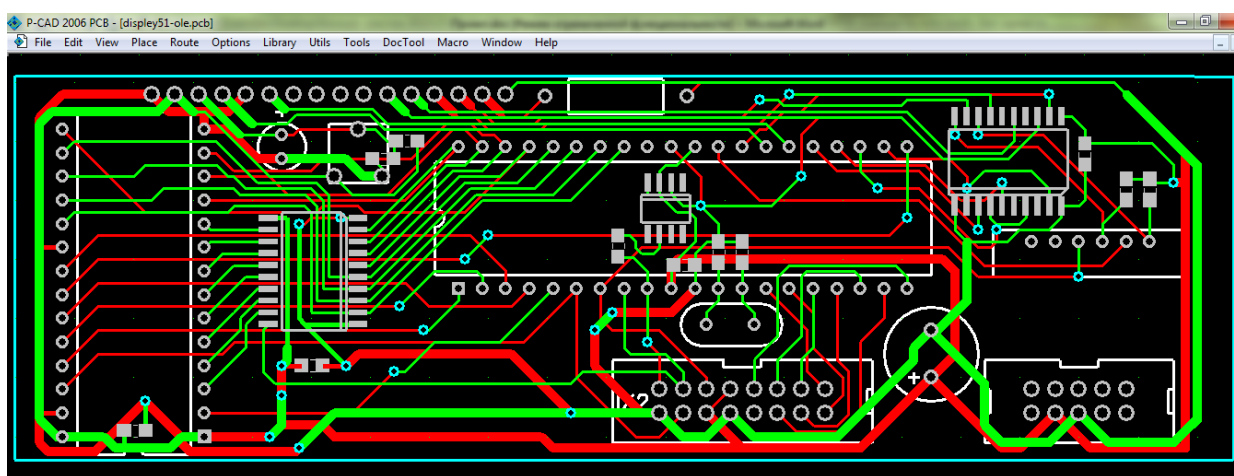 P-CAD 2006 PCB - [displey51-ole.pcb]
File Edit View Place Route Options Library Utils Tools DocTool Macro Window Help
+
+